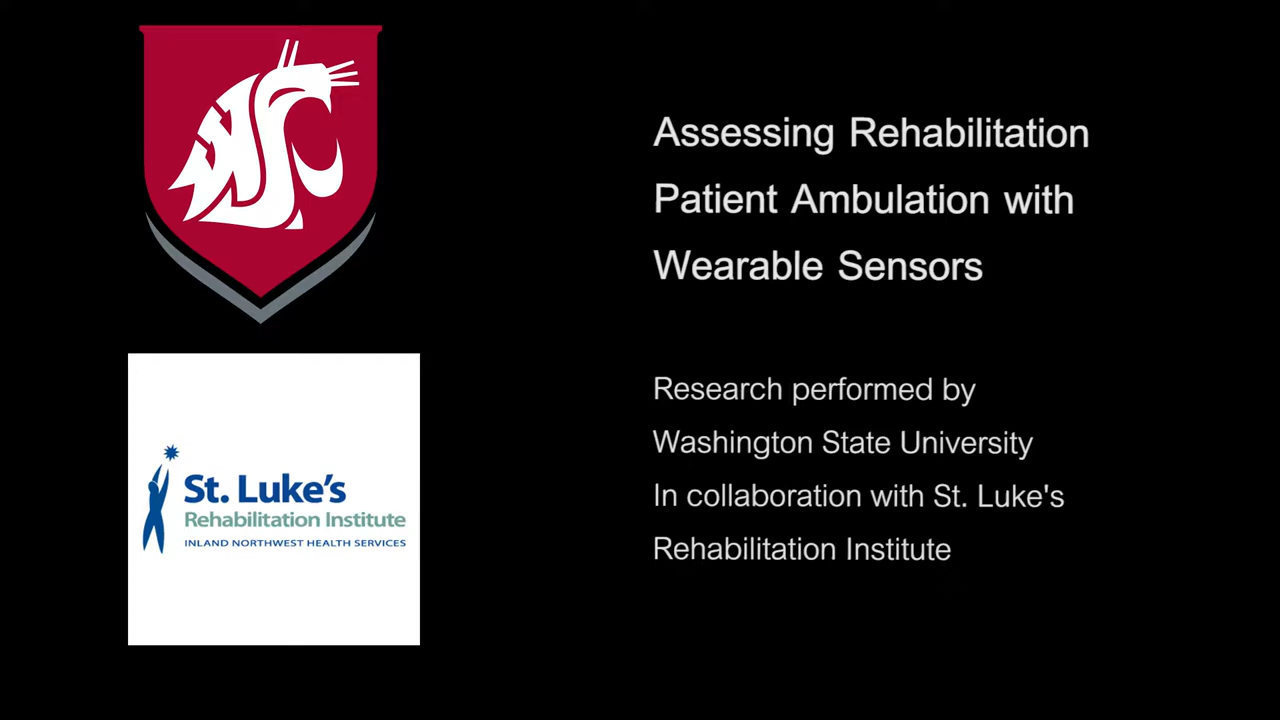 Assessing Rehabilitation
Patient Ambulation with
Wearable Sensors
Research performed by
Washington State University
In collaboration with St. Luke's
Rehabilitation Institute
WSC
St. Luke's
Rehabilitation Institute
INLAND NORTHWEST HEALTH SERVICES